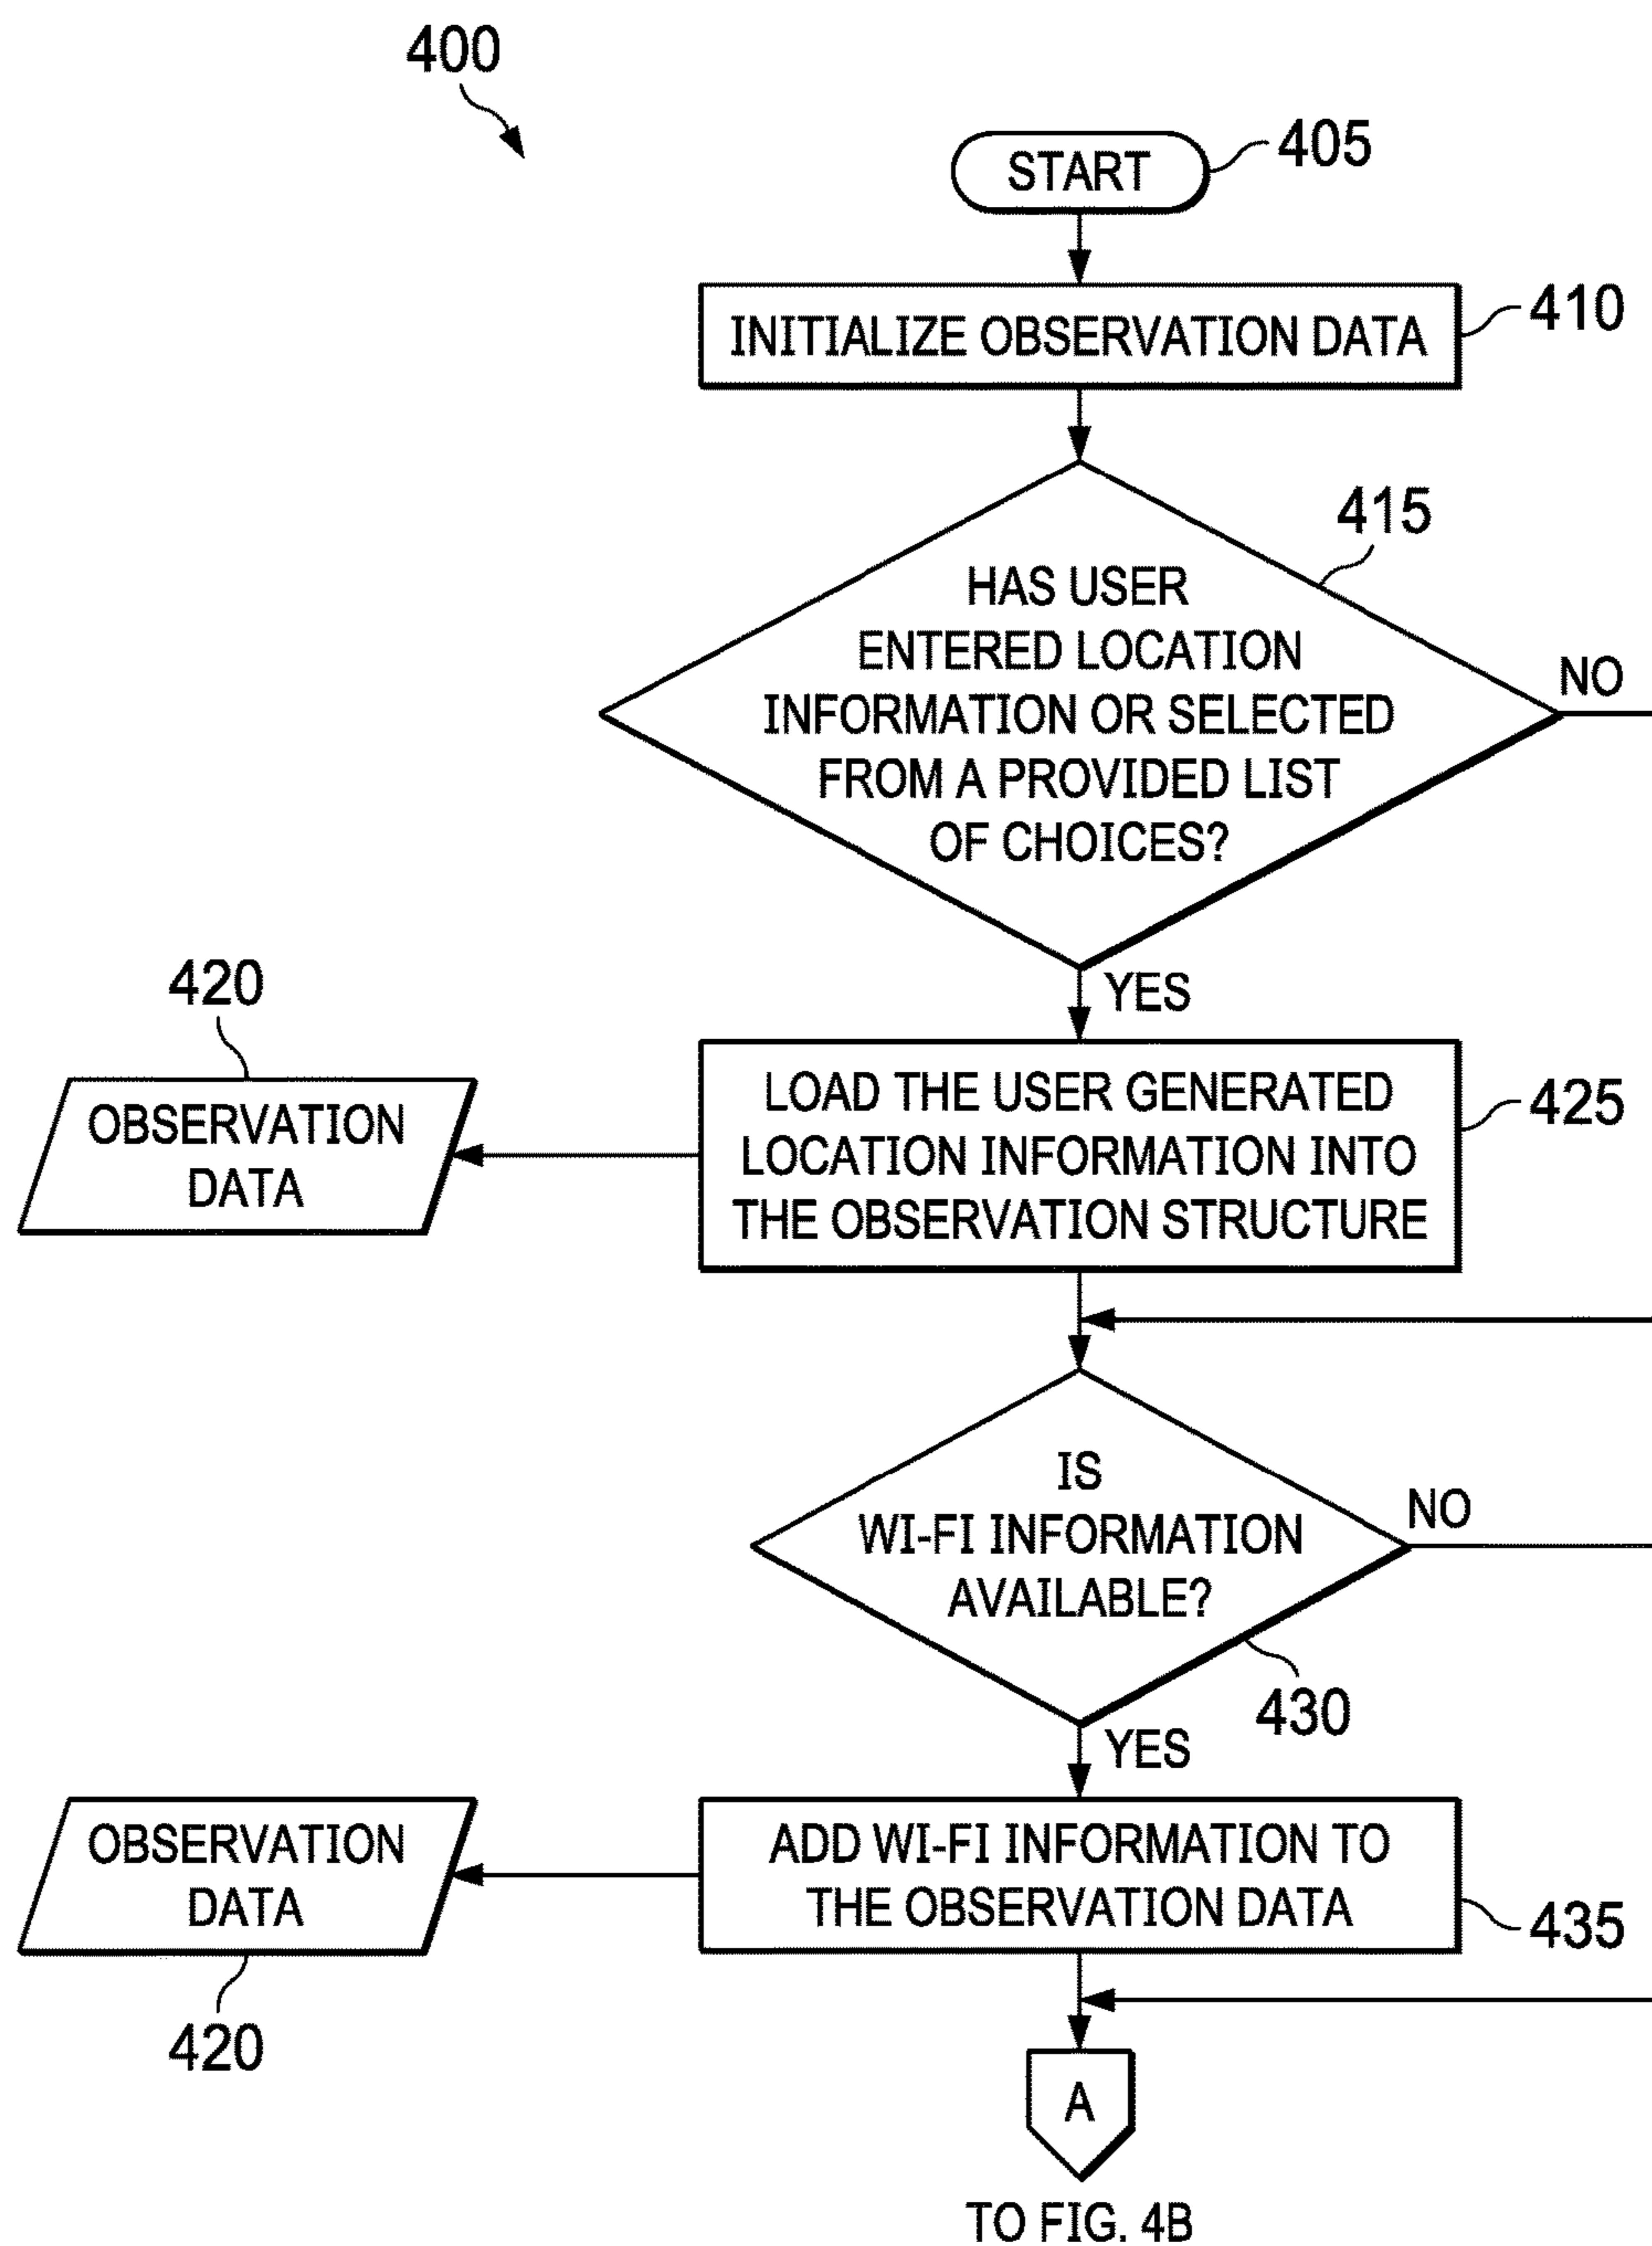 400
START
405
INITIALIZE OBSERVATION DATA
410
415
HAS USER
ENTERED LOCATION
INFORMATION OR SELECTED
FROM A PROVIDED LIST
OF CHOICES?
NO
YES
420
OBSERVATION
DATA
LOAD THE USER GENERATED
LOCATION INFORMATION INTO
THE OBSERVATION STRUCTURE
425
IS
WI-FI INFORMATION
AVAILABLE?
NO
430
YES
OBSERVATION
DATA
420
ADD WI-FI INFORMATION TO
THE OBSERVATION DATA
435
A
TO FIG. 4B